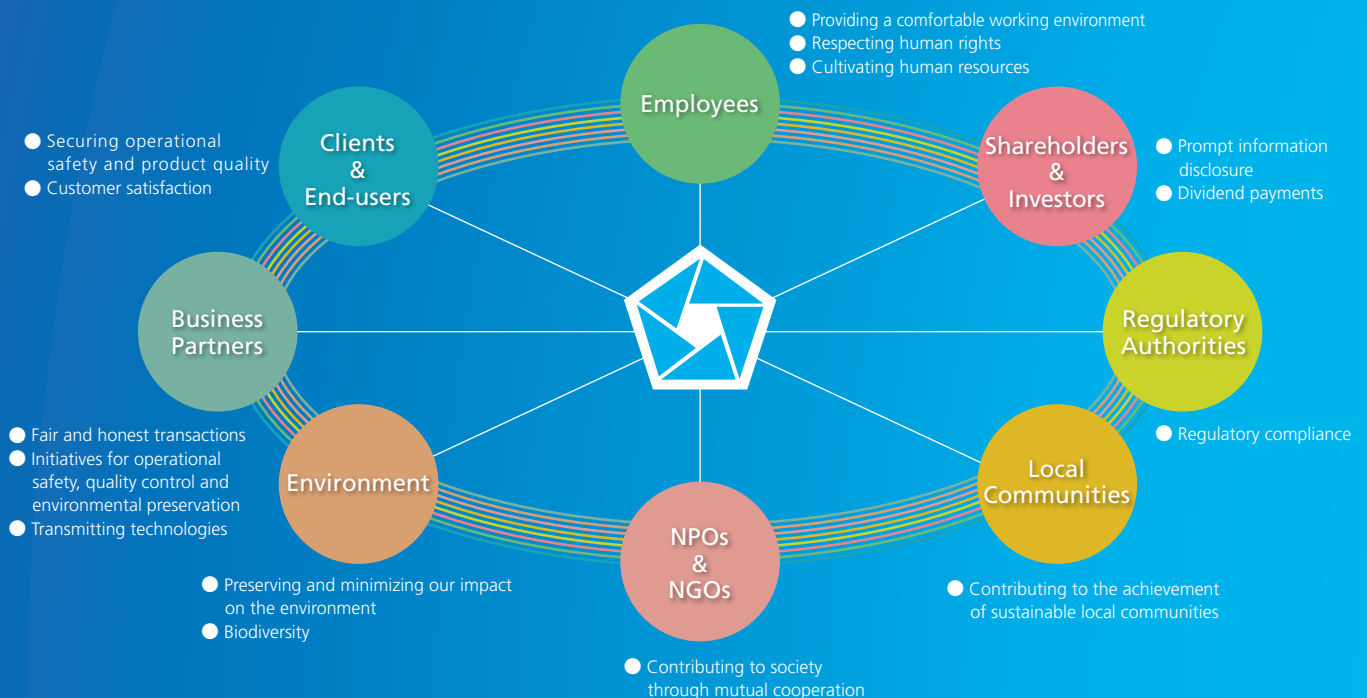 Employees
● Providing a comfortable working environment
● Respecting human rights
● Cultivating human resources
Shareholders
&
Investors
● Prompt information
disclosure
● Dividend payments
Regulatory
Authorities
● Regulatory compliance
Local
Communities
● Contributing to the achievement
of sustainable local communities
NPOs
&
NGOs
● Contributing to society
through mutual cooperation
Environment
● Preserving and minimizing our impact
on the environment
● Biodiversity
Business
Partners
● Fair and honest transactions
● Initiatives for operational
safety, quality control and
environmental preservation
● Transmitting technologies
Clients
&
End-users
● Securing operational
safety and product quality
● Customer satisfaction